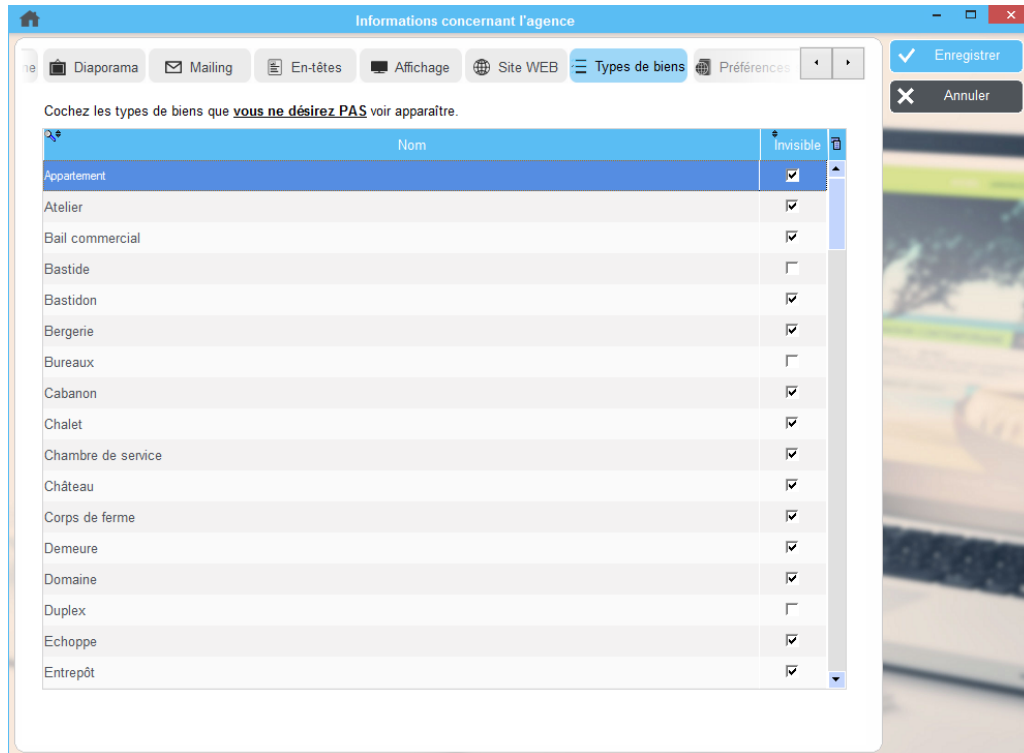 Informations concernant l'agence
Diaporama Mailing En-têtes Affichage Site WEB Types de biens Préférences
Enregistrer
Annuler
Cochez les types de biens que vous ne désirez PAS voir apparaître.
Nom Invisible
Appartement
Atelier
Bail commercial
Bastide
Bastidon
Bergerie
Bureaux
Cabanon
Chalet
Chambre de service
Château
Corps de ferme
Demeure
Domaine
Duplex
Echoppe
Entrepôt